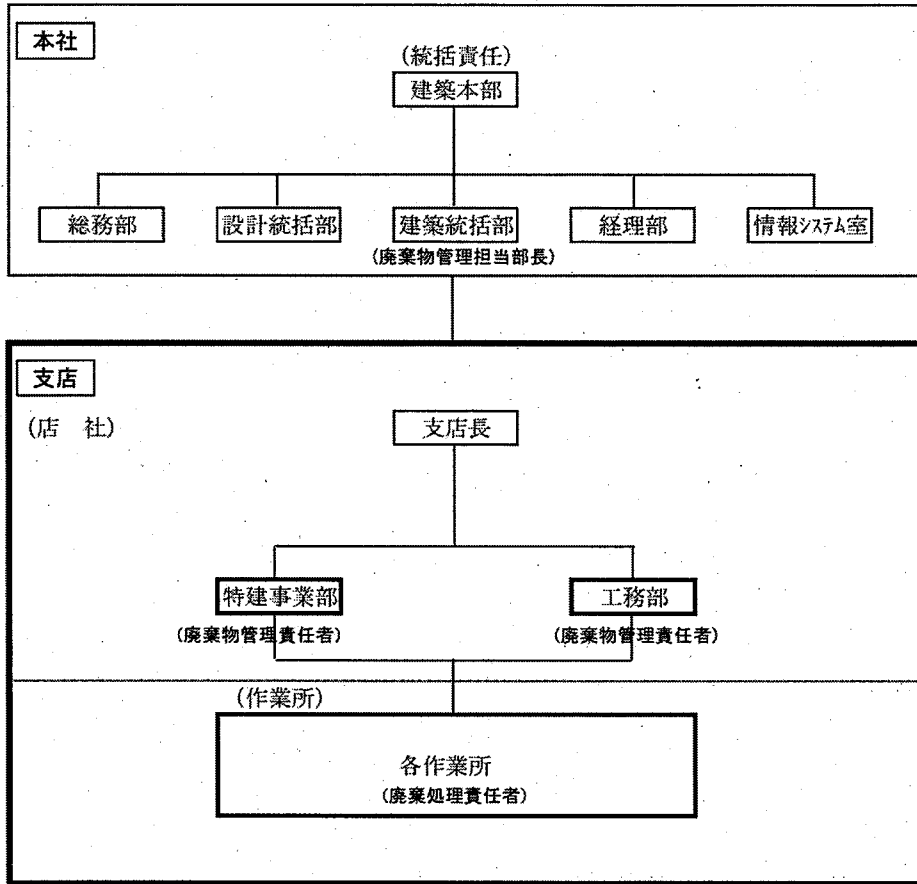 本社
(統括責任)
建築本部
総務部
設計統括部
建築統括部
経理部
情報システム室
(廃棄物管理担当部長)
支店
(店 社)
支店長
特建事業部
工務部
(廃棄物管理責任者)
(廃棄物管理責任者)
(作業所)
各作業所
(廃棄処理責任者)